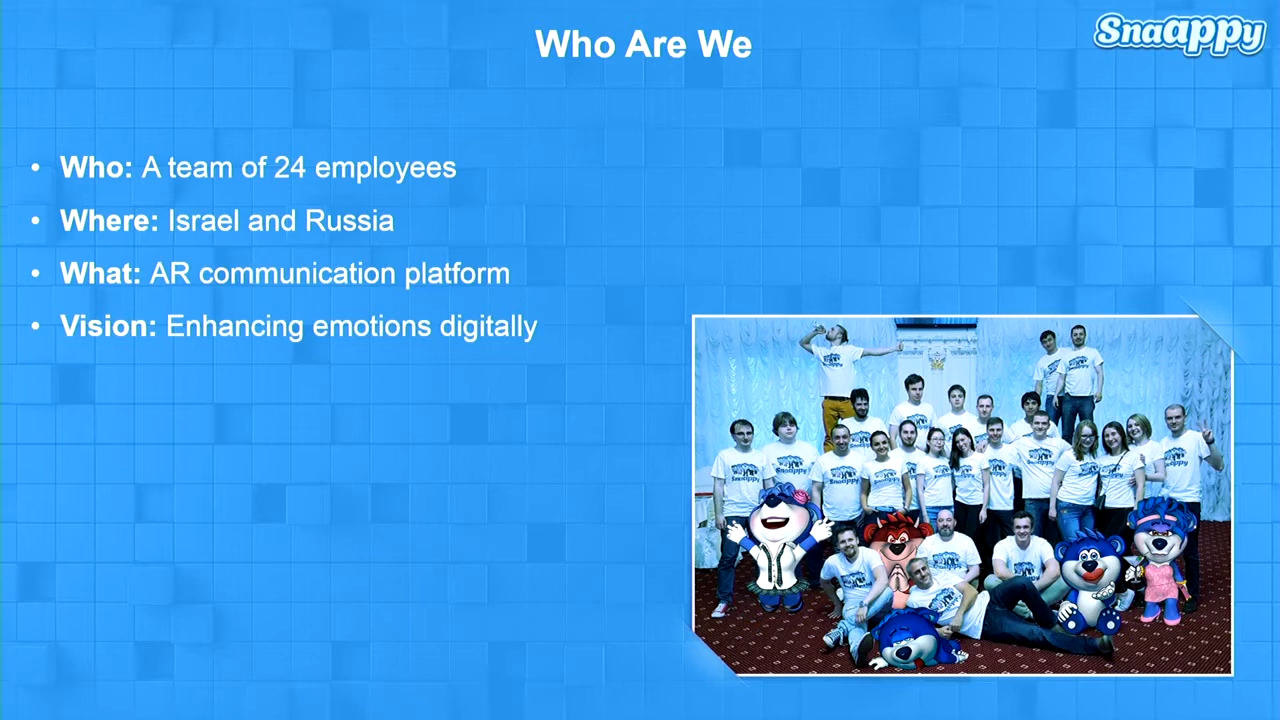 Snaappy
Who Are We
• Who: A team of 24 employees
• Where: Israel and Russia
• What: AR communication platform
• Vision: Enhancing emotions digitally